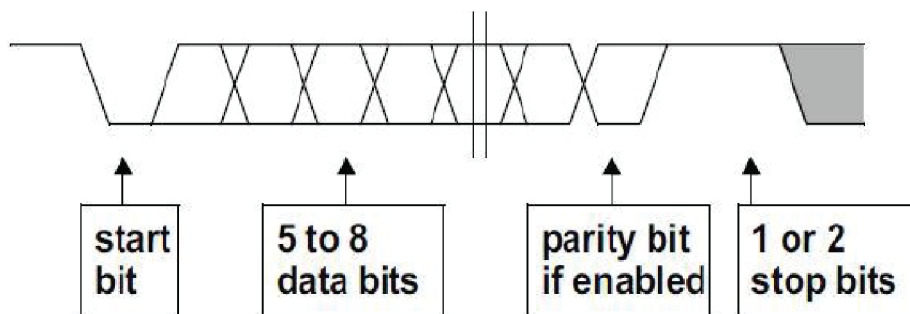 start
bit
5 to 8
data bits
parity bit
if enabled
1 or 2
stop bits